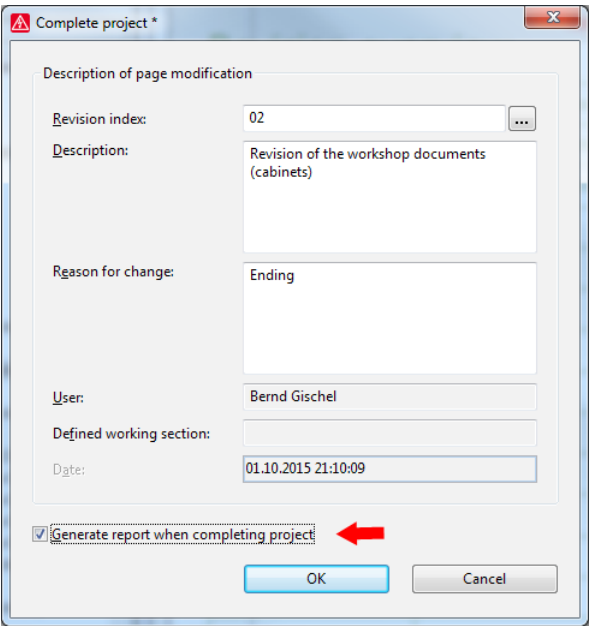 Complete project *
Description of page modification
Revision index:
02
...
Description:
Revision of the workshop documents
(cabinets)
Reason for change:
Ending
User:
Bernd Gischel
Defined working section:
Date:
01.10.2015 21:10:09
Generate report when completing project
OK
Cancel